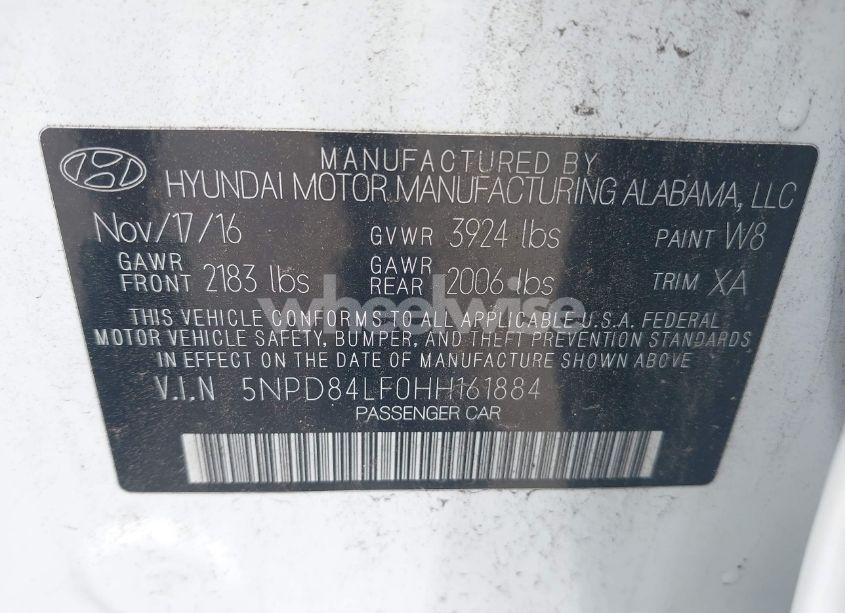 MANUFACTURED BY
HYUNDAI MOTOR MANUFACTURING ALABAMA, LLC
Nov/17/16 GVWR 3924 lbs PAINT W8
GAWR FRONT 2183 lbs GAWR REAR 2006 lbs TRIM XA
wheelwise
THIS VEHICLE CONFORMS TO ALL APPLICABLE U.S.A. FEDERAL
MOTOR VEHICLE SAFETY, BUMPER, AND THEFT PREVENTION STANDARDS
IN EFFECT ON THE DATE OF MANUFACTURE SHOWN ABOVE
V.I.N 5NPD84LF0HH161884
PASSENGER CAR